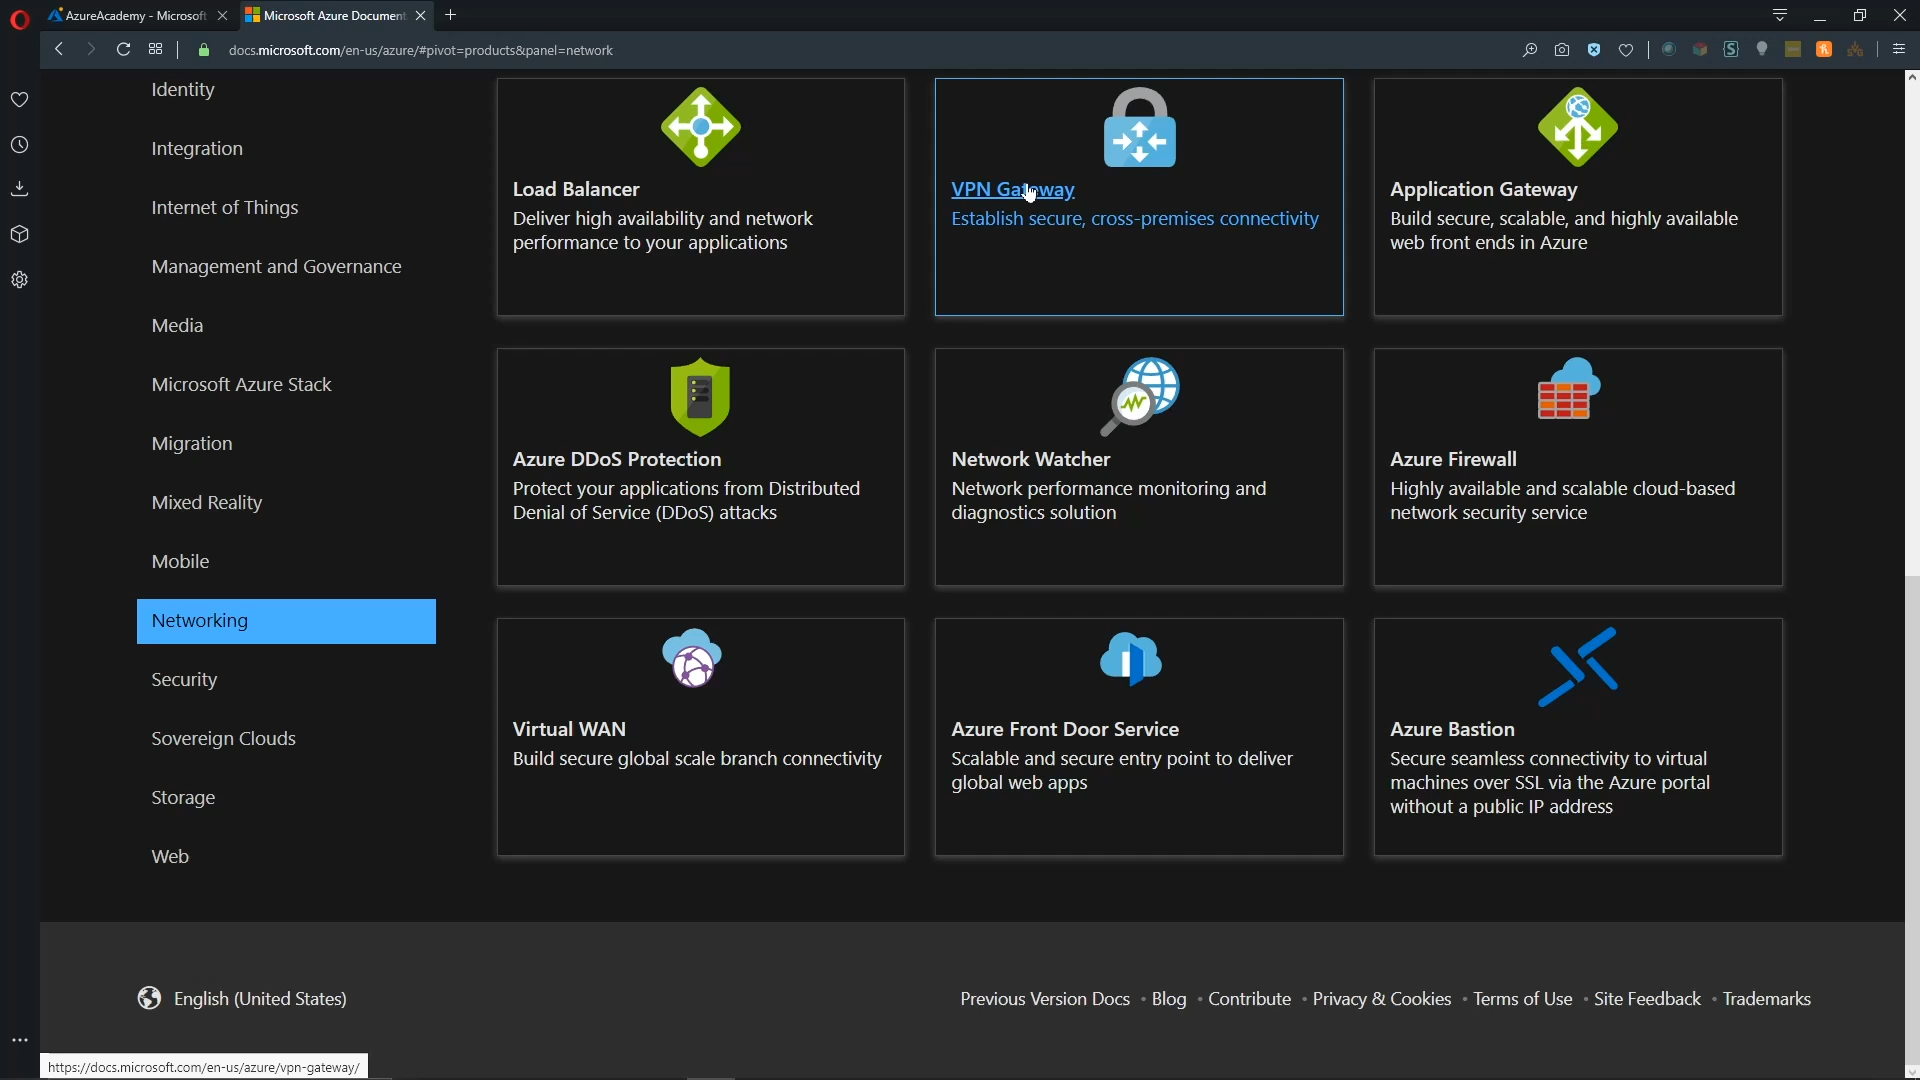 AzureAcademy - Microsoft
Microsoft Azure Document
docs.microsoft.com/en-us/azure/#pivot=products&panel=network
Identity
Integration
Internet of Things
Management and Governance
Media
Microsoft Azure Stack
Migration
Mixed Reality
Mobile
Networking
Security
Sovereign Clouds
Storage
Web
Load Balancer
Deliver high availability and network
performance to your applications
VPN Gateway
Establish secure, cross-premises connectivity
Application Gateway
Build secure, scalable, and highly available
web front ends in Azure
Azure DDoS Protection
Protect your applications from Distributed
Denial of Service (DDoS) attacks
Network Watcher
Network performance monitoring and
diagnostics solution
Azure Firewall
Highly available and scalable cloud-based
network security service
Virtual WAN
Build secure global scale branch connectivity
Azure Front Door Service
Scalable and secure entry point to deliver
global web apps
Azure Bastion
Secure seamless connectivity to virtual
machines over SSL via the Azure portal
without a public IP address
English (United States)
Previous Version Docs • Blog • Contribute • Privacy & Cookies • Terms of Use • Site Feedback • Trademarks
https://docs.microsoft.com/en-us/azure/vpn-gateway/